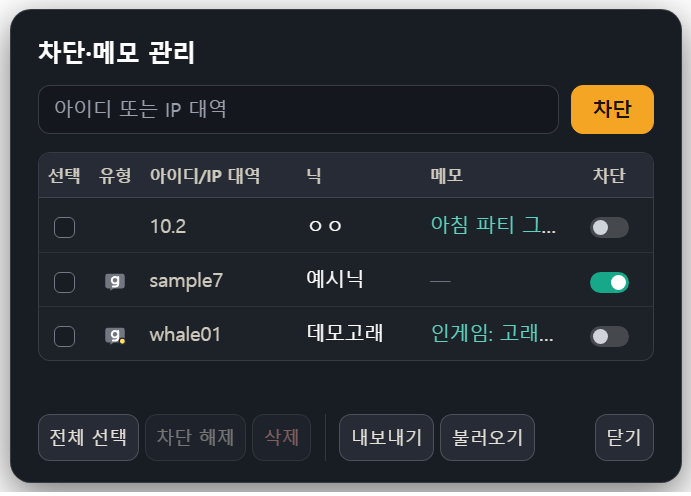 차단·메모 관리
아이디 또는 IP 대역 차단
선택 유형 아이디/IP 대역 닉 메모 차단
10.2 ㅇㅇ 아침 파티 그...
g sample7 예시닉 —
g whale01 데모고래 인게임: 고래...
전체 선택 차단 해제 삭제 내보내기 불러오기 닫기